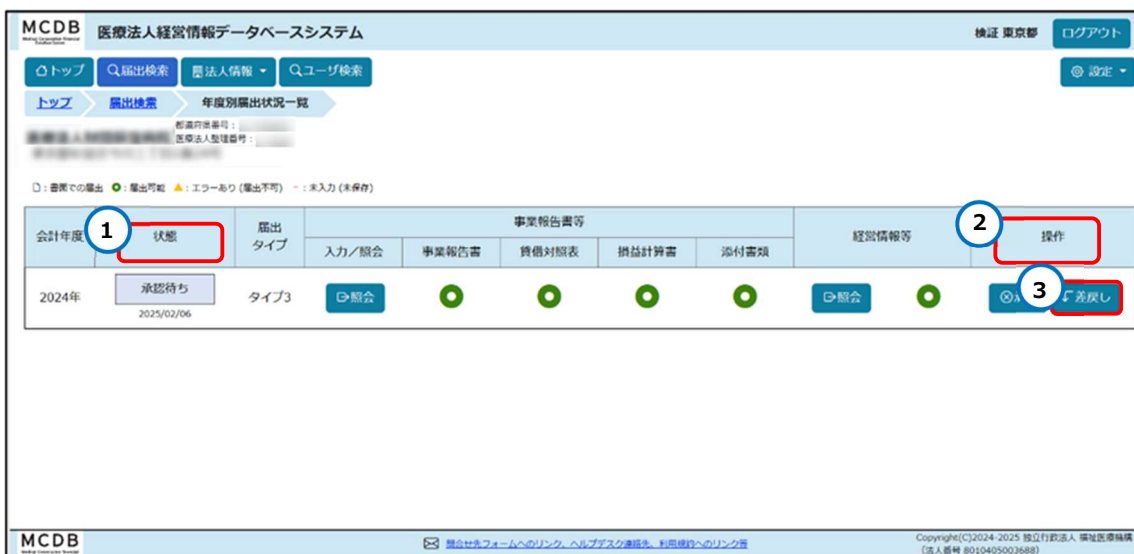 MCDB 医療法人経営情報データベースシステム 検証 東京都 ログアウト
トップ 届出検索 法人情報 ユーザ検索 設定
トップ 届出検索 年度別届出状況一覧
都道府県番号:
医療法人整理番号:
:書面での届出 :届出可能 :エラーあり (届出不可) - :未入力 (未保存)
会計年度 1 状態 届出タイプ 事業報告書等 経営情報等 2 操作
入力/照会 事業報告書 貸借対照表 損益計算書 添付書類
2024年 承認待ち タイプ3 照会 照会 3 差戻し
2025/02/06
MCDB 問合せ先フォームへのリンク、ヘルプデスク連絡先、利用規約へのリンク等 Copyright(C)2024-2025 独立行政法人 福祉医療機構
(法人番号 8010405003688)